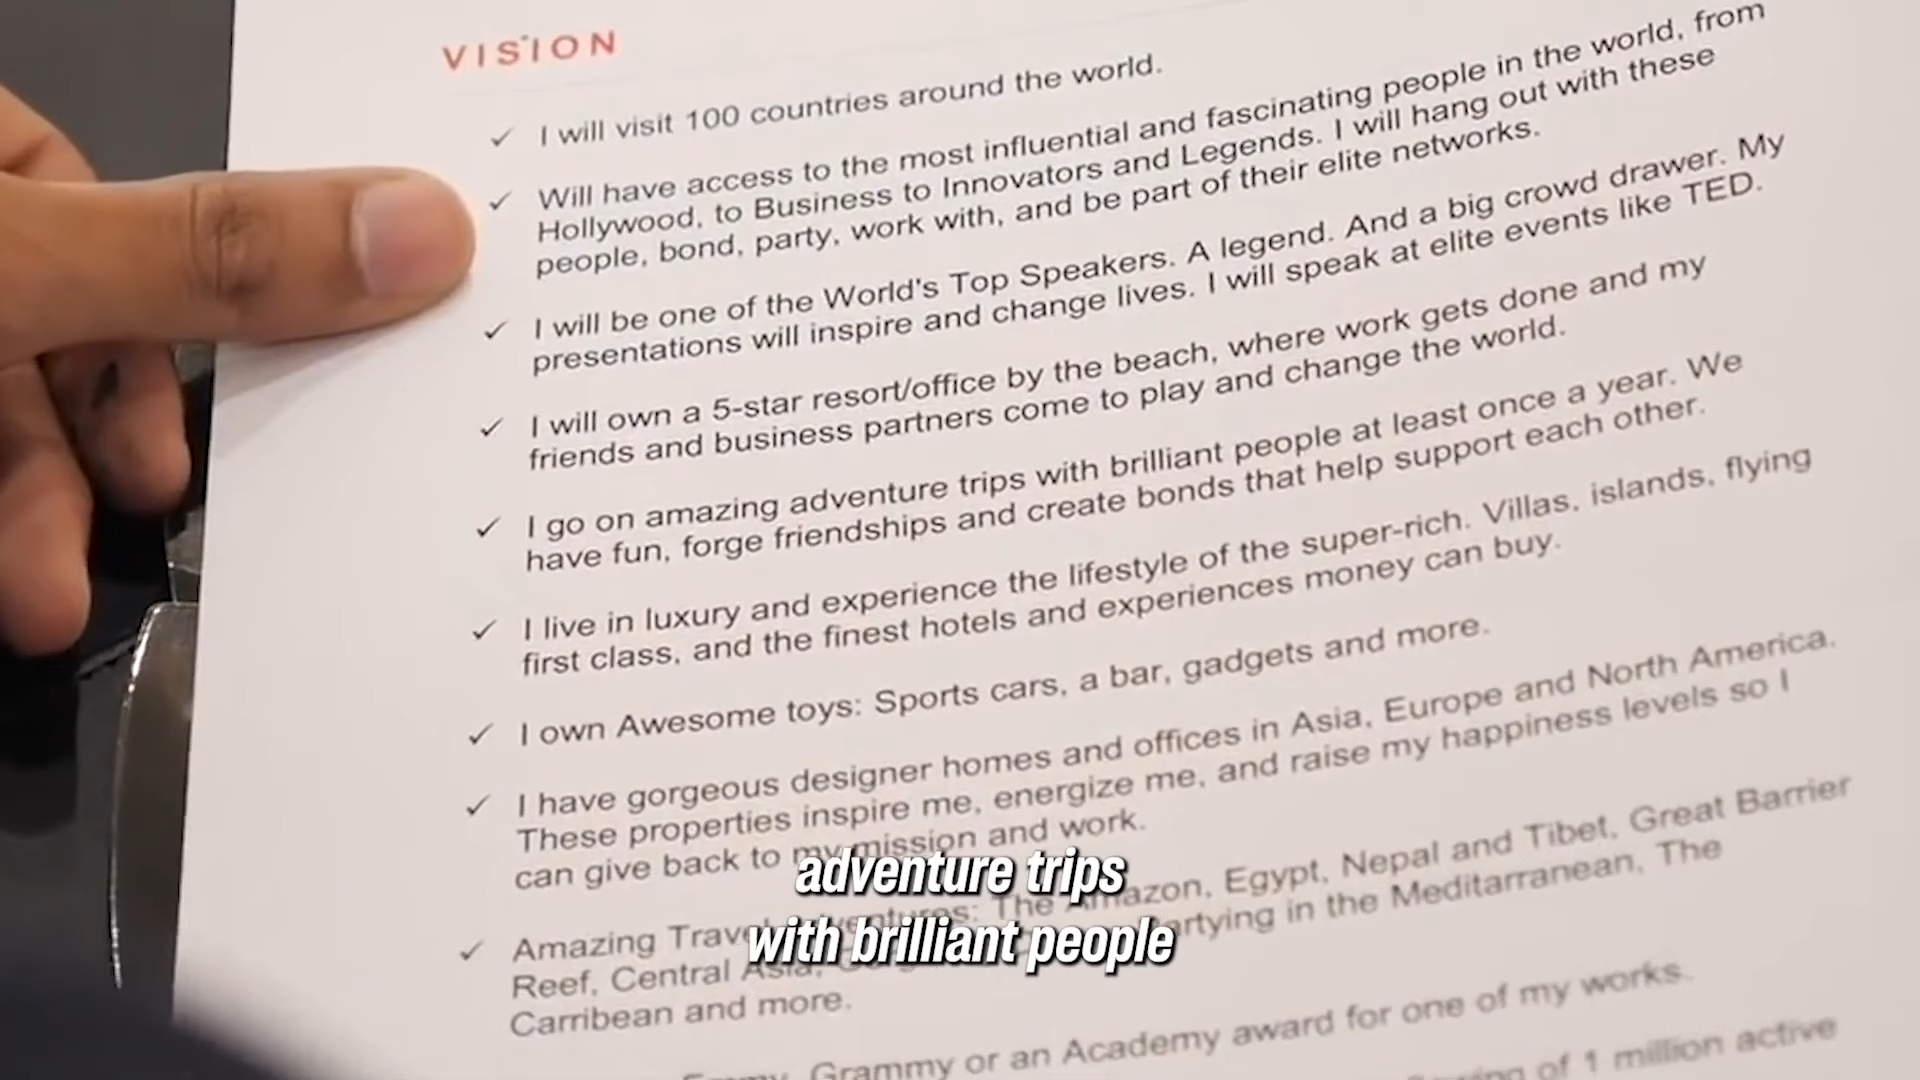 VISION
✓ I will visit 100 countries around the world.
✓ Will have access to the most influential and fascinating people in the world, from
Hollywood, to Business to Innovators and Legends. I will hang out with these
people, bond, party, work with, and be part of their elite networks.
✓ I will be one of the World's Top Speakers. A legend. And a big crowd drawer. My
presentations will inspire and change lives. I will speak at elite events like TED.
✓ I will own a 5-star resort/office by the beach, where work gets done and my
friends and business partners come to play and change the world.
✓ I go on amazing adventure trips with brilliant people at least once a year. We
have fun, forge friendships and create bonds that help support each other.
✓ I live in luxury and experience the lifestyle of the super-rich. Villas, islands, flying
first class, and the finest hotels and experiences money can buy.
✓ I own Awesome toys: Sports cars, a bar, gadgets and more.
✓ I have gorgeous designer homes and offices in Asia, Europe and North America.
These properties inspire me, energize me, and raise my happiness levels so I
can give back to my mission and work.
✓ Amazing Travel Adventures: The Amazon, Egypt, Nepal and Tibet, Great Barrier
Reef, Central Asia, partying in the Meditarranean, The
Carribean and more.
Emmy, Grammy or an Academy award for one of my works.
of 1 million active
adventure trips
with brilliant people